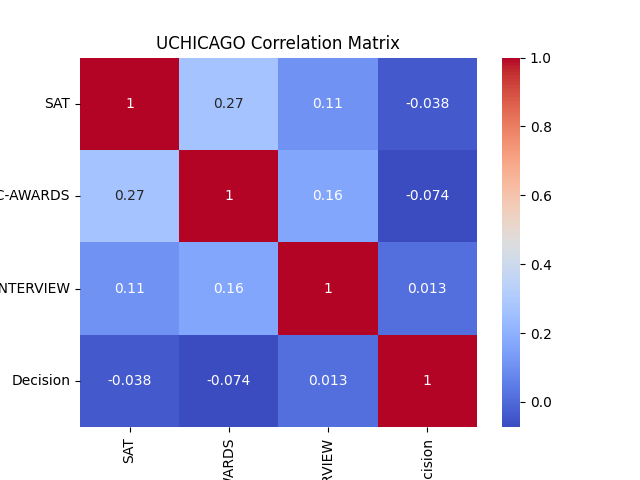 UCHICAGO Correlation Matrix
SAT 1 0.27 0.11 -0.038
C-AWARDS 0.27 1 0.16 -0.074
NTERVIEW 0.11 0.16 1 0.013
Decision -0.038 -0.074 0.013 1
SAT
WARDS
RVIEW
cision
1.0
0.8
0.6
0.4
0.2
0.0